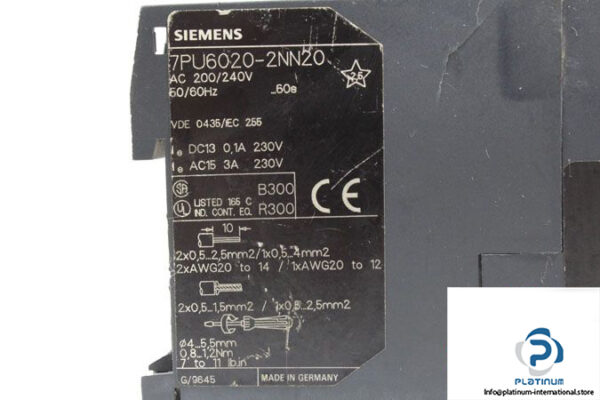 SIEMENS
7PU6020-2NN20
AC 200/240V
50/60Hz ...60s
VDE 0435/IEC 255
Ie DC13 0,1A 230V
Ie AC15 3A 230V
B300
LISTED 165 C
IND. CONT. EQ. R300
CE
10
2x0,5...2,5mm2/1x0,5...4mm2
2xAWG20 to 14 / 1xAWG20 to 12
2x0,5...1,5mm2 / 1x0,5...2,5mm2
ø4...5,5mm
0,8...1,2Nm
7 to 11 lb.in
G/9645 MADE IN GERMANY
PLATINUM
Info@platinum-international.store